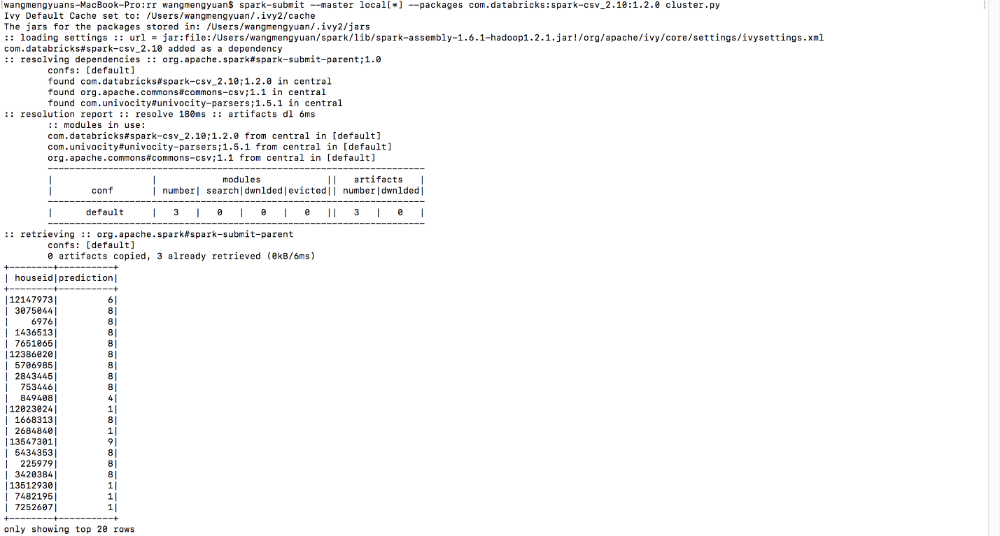 [wangmengyuans-MacBook-Pro:rr wangmengyuan$ spark-submit --master local[*] --packages com.databricks:spark-csv_2.10:1.2.0 cluster.py ]
Ivy Default Cache set to: /Users/wangmengyuan/.ivy2/cache
The jars for the packages stored in: /Users/wangmengyuan/.ivy2/jars
:: loading settings :: url = jar:file:/Users/wangmengyuan/spark/lib/spark-assembly-1.6.1-hadoop1.2.1.jar!/org/apache/ivy/core/settings/ivysettings.xml
com.databricks#spark-csv_2.10 added as a dependency
:: resolving dependencies :: org.apache.spark#spark-submit-parent;1.0
        confs: [default]
        found com.databricks#spark-csv_2.10;1.2.0 in central
        found org.apache.commons#commons-csv;1.1 in central
        found com.univocity#univocity-parsers;1.5.1 in central
:: resolution report :: resolve 180ms :: artifacts dl 6ms
        :: modules in use:
        com.databricks#spark-csv_2.10;1.2.0 from central in [default]
        com.univocity#univocity-parsers;1.5.1 from central in [default]
        org.apache.commons#commons-csv;1.1 from central in [default]
        ---------------------------------------------------------------------
        |                  |            modules            ||   artifacts   |
        |       conf       | number| search|dwnlded|evicted|| number|dwnlded|
        ---------------------------------------------------------------------
        |      default     |   3   |   0   |   0   |   0   ||   3   |   0   |
        ---------------------------------------------------------------------
:: retrieving :: org.apache.spark#spark-submit-parent
        confs: [default]
        0 artifacts copied, 3 already retrieved (0kB/6ms)
+--------+----------+
| houseid|prediction|
+--------+----------+
|12147973|         6|
| 3075044|         8|
|    6976|         8|
| 1436513|         8|
| 7651065|         8|
|12386020|         8|
| 5706985|         8|
| 2843445|         8|
|  753446|         8|
|  849408|         4|
|12023024|         1|
| 1668313|         8|
| 2684840|         1|
|13547301|         9|
| 5434353|         8|
|  225979|         8|
| 3420384|         8|
|13512930|         1|
| 7482195|         1|
| 7252607|         1|
+--------+----------+
only showing top 20 rows